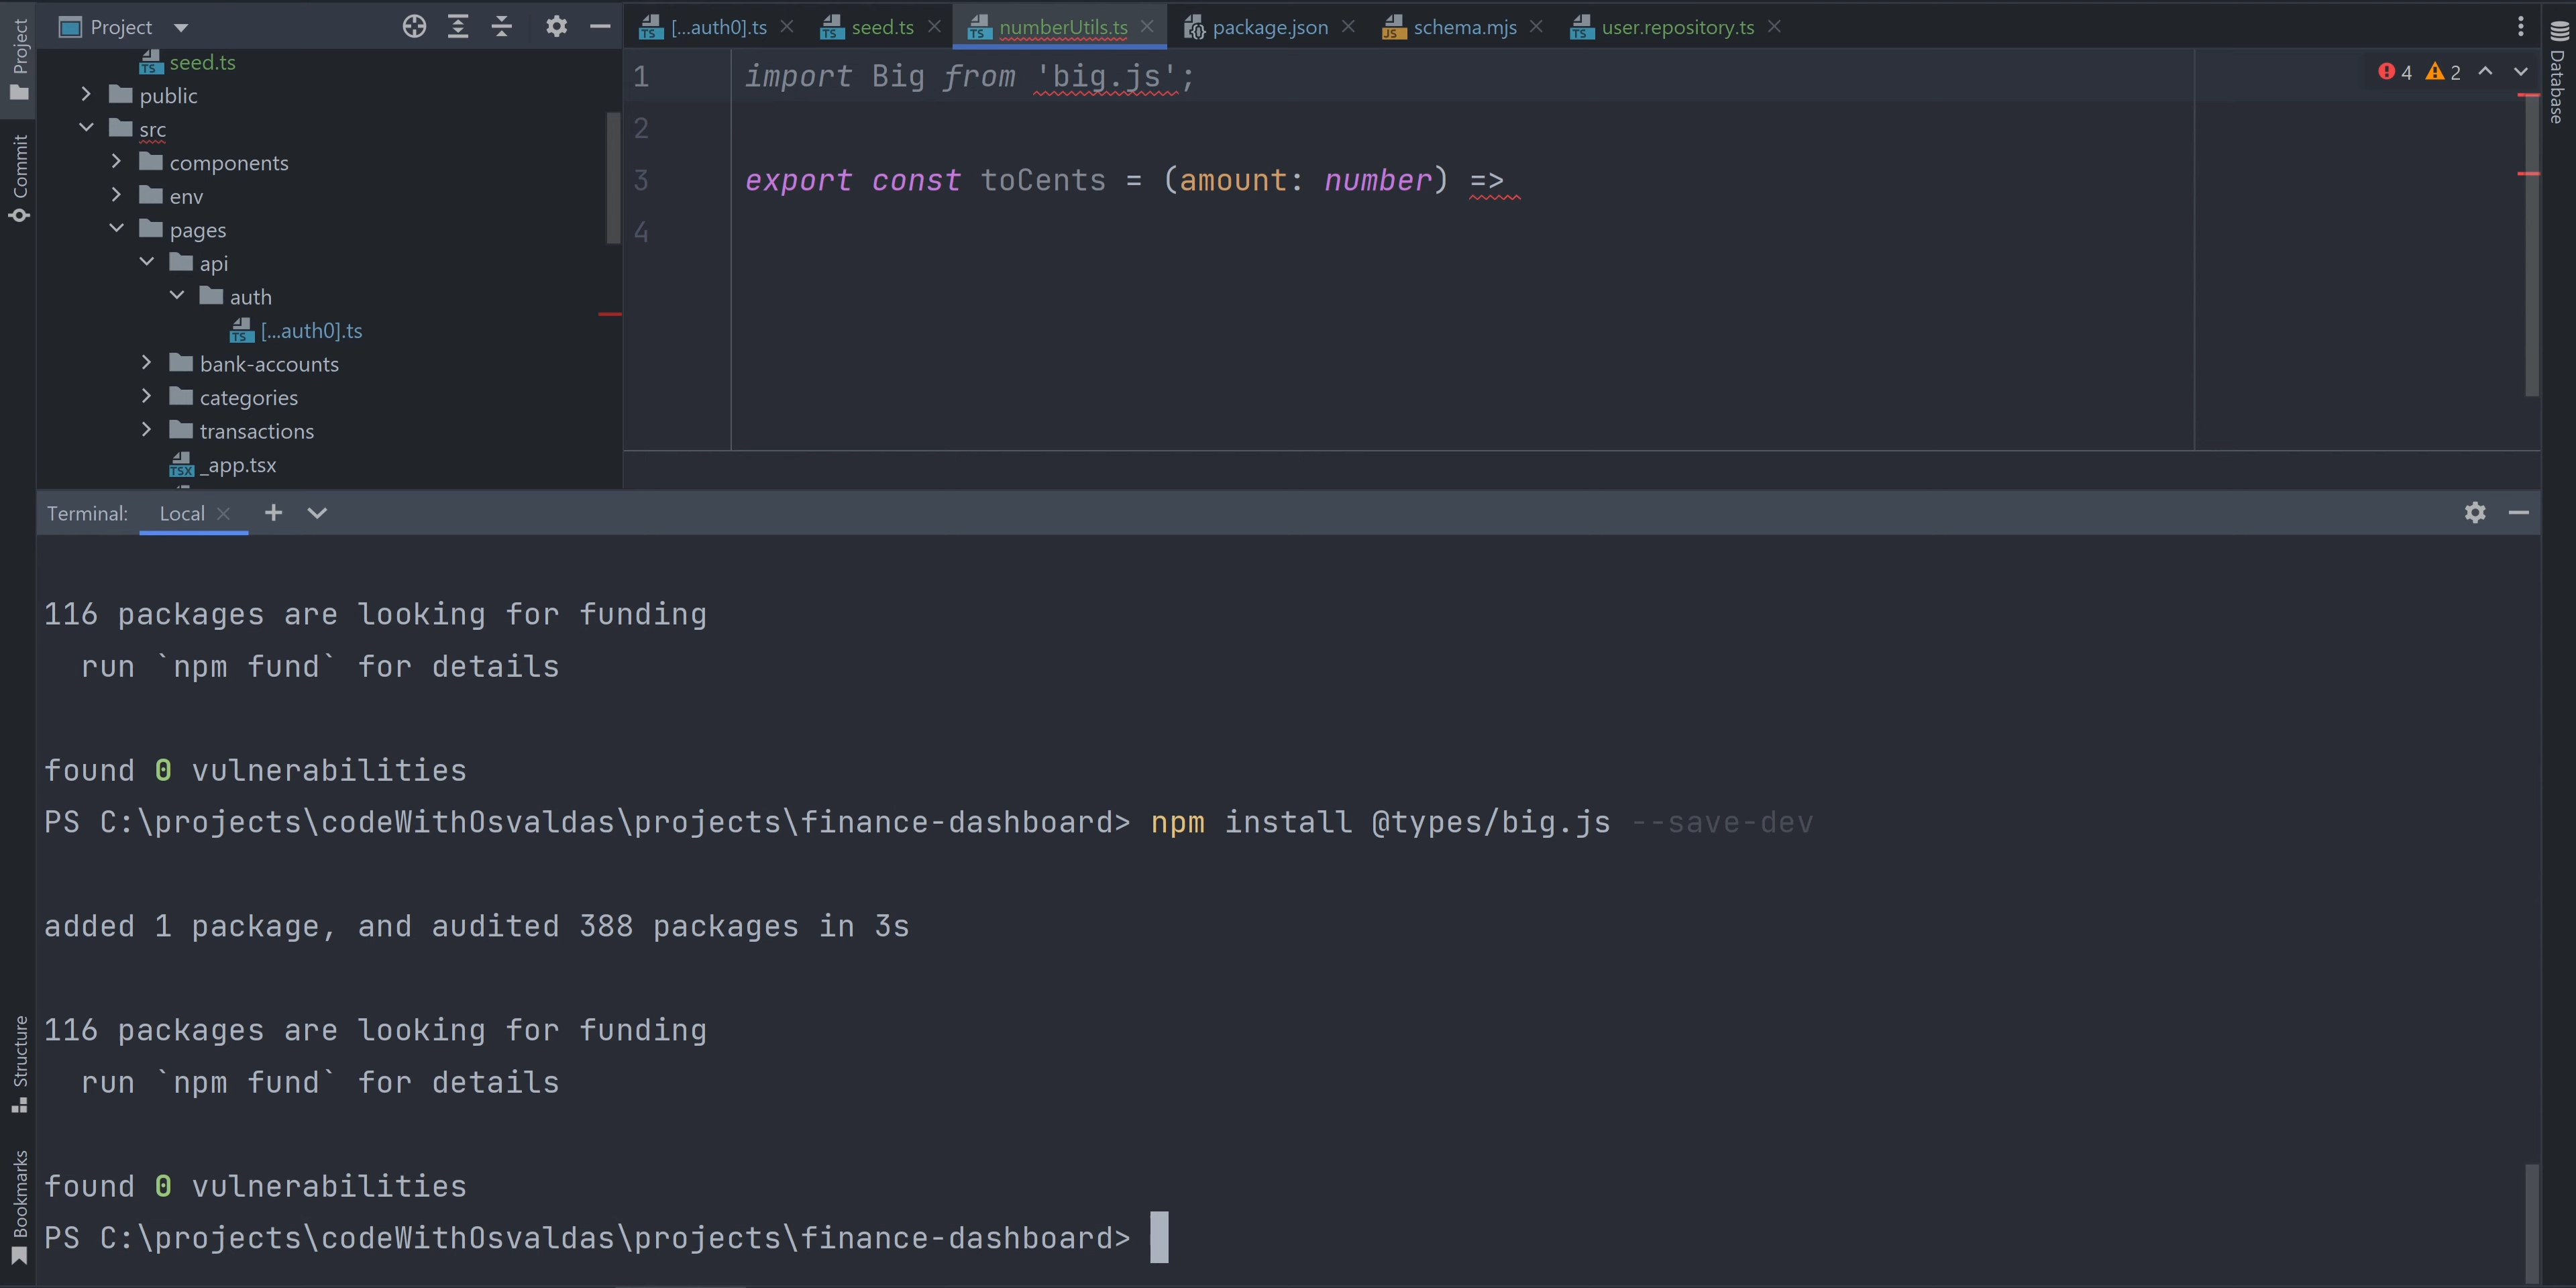 Project
[...auth0].ts
seed.ts
numberUtils.ts
package.json
schema.mjs
user.repository.ts
Project
Commit
Structure
Bookmarks
Database
seed.ts
public
src
components
env
pages
api
auth
[...auth0].ts
bank-accounts
categories
transactions
_app.tsx
1 import Big from 'big.js';
2
3 export const toCents = (amount: number) =>
4
4 2
Terminal: Local
116 packages are looking for funding
run `npm fund` for details
found 0 vulnerabilities
PS C:\projects\codeWithOsvaldas\projects\finance-dashboard> npm install @types/big.js --save-dev
added 1 package, and audited 388 packages in 3s
116 packages are looking for funding
run `npm fund` for details
found 0 vulnerabilities
PS C:\projects\codeWithOsvaldas\projects\finance-dashboard>